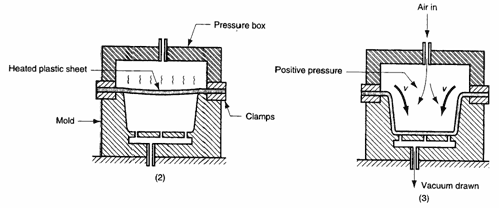 Pressure box
Heated plastic sheet
Mold
Clamps
(2)
Air in
Positive pressure
v
v
Vacuum drawn
(3)